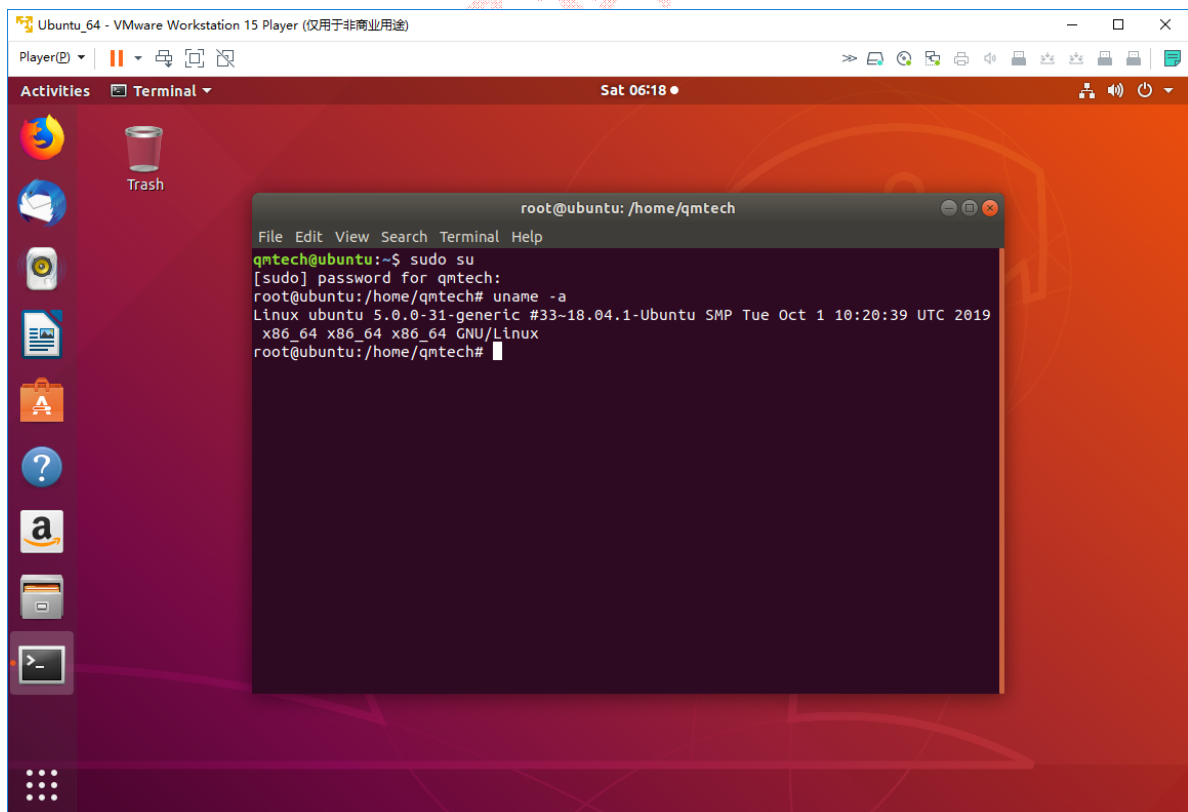 Ubuntu_64 - VMware Workstation 15 Player (仅用于非商业用途)
Player(P)
Activities Terminal Sat 06:18
Trash
root@ubuntu: /home/qmtech
File Edit View Search Terminal Help
qmtech@ubuntu:~$ sudo su
[sudo] password for qmtech:
root@ubuntu:/home/qmtech# uname -a
Linux ubuntu 5.0.0-31-generic #33~18.04.1-Ubuntu SMP Tue Oct 1 10:20:39 UTC 2019
x86_64 x86_64 x86_64 GNU/Linux
root@ubuntu:/home/qmtech#